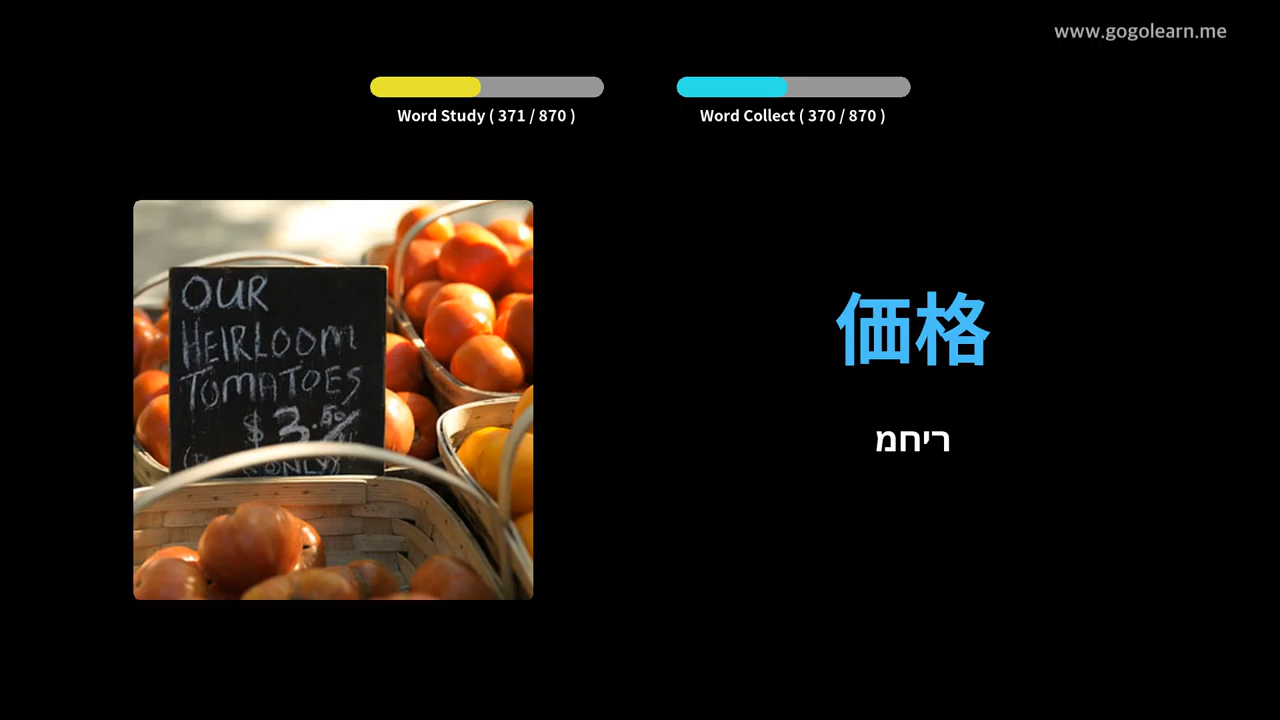 www.gogolearn.me
Word Study ( 371 / 870 )
Word Collect ( 370 / 870 )
OUR
HEIRLOOM
TOMATOES
$3.50
ONLY
価格
ריחמ